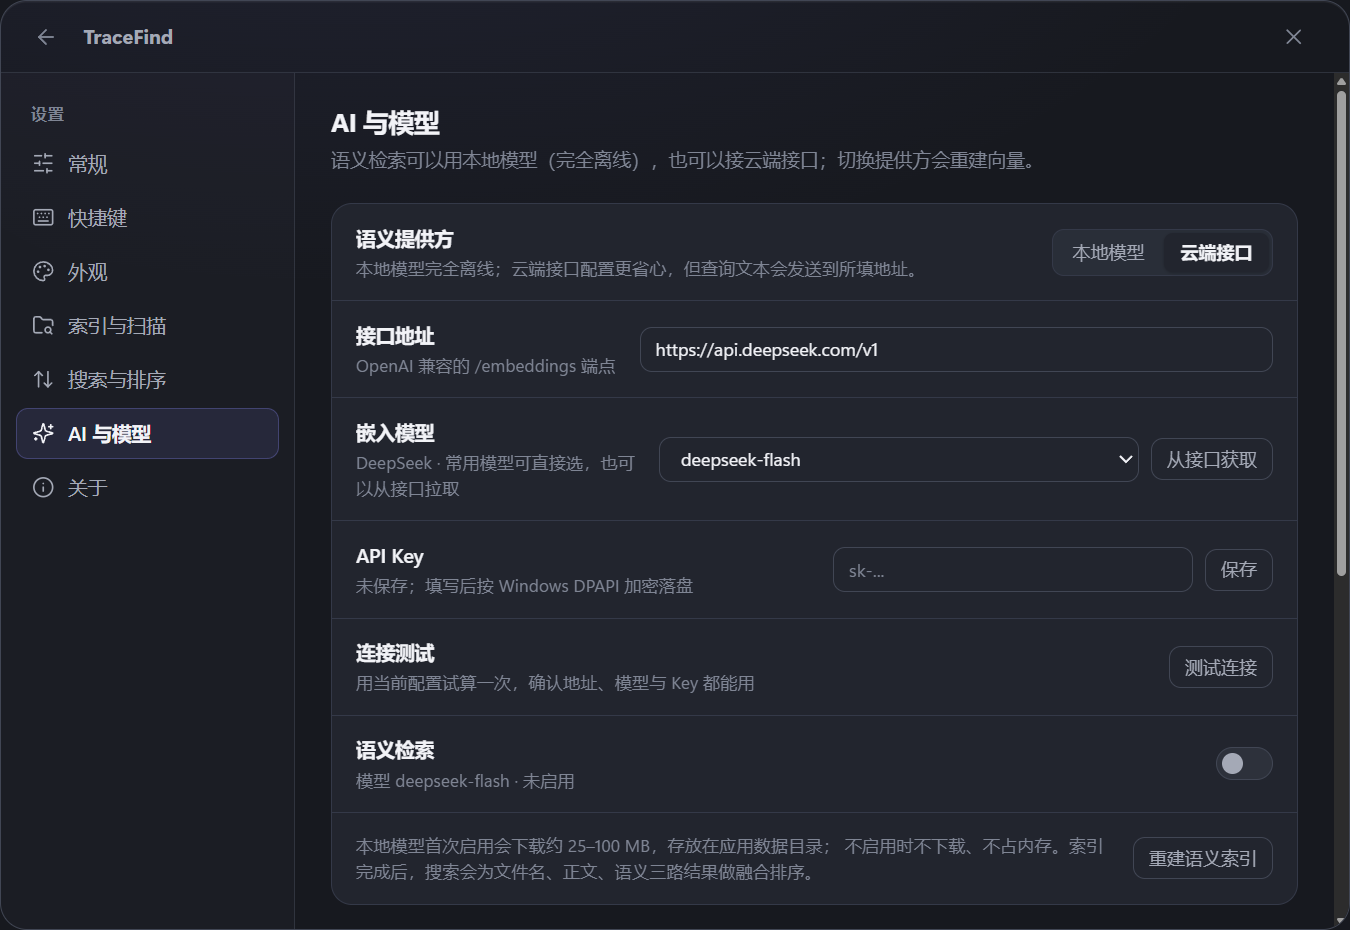 TraceFind
设置
常规
快捷键
外观
索引与扫描
搜索与排序
AI 与模型
关于
AI 与模型
语义检索可以用本地模型（完全离线），也可以接云端接口；切换提供方会重建向量。
语义提供方
本地模型完全离线；云端接口配置更省心，但查询文本会发送到所填地址。
本地模型
云端接口
接口地址
OpenAI 兼容的 /embeddings 端点
https://api.deepseek.com/v1
嵌入模型
DeepSeek · 常用模型可直接选，也可
以从接口拉取
deepseek-flash
从接口获取
API Key
未保存；填写后按 Windows DPAPI 加密落盘
sk-...
保存
连接测试
用当前配置试算一次，确认地址、模型与 Key 都能用
测试连接
语义检索
模型 deepseek-flash · 未启用
本地模型首次启用会下载约 25–100 MB，存放在应用数据目录； 不启用时不下载、不占内存。索引
完成后，搜索会为文件名、正文、语义三路结果做融合排序。
重建语义索引